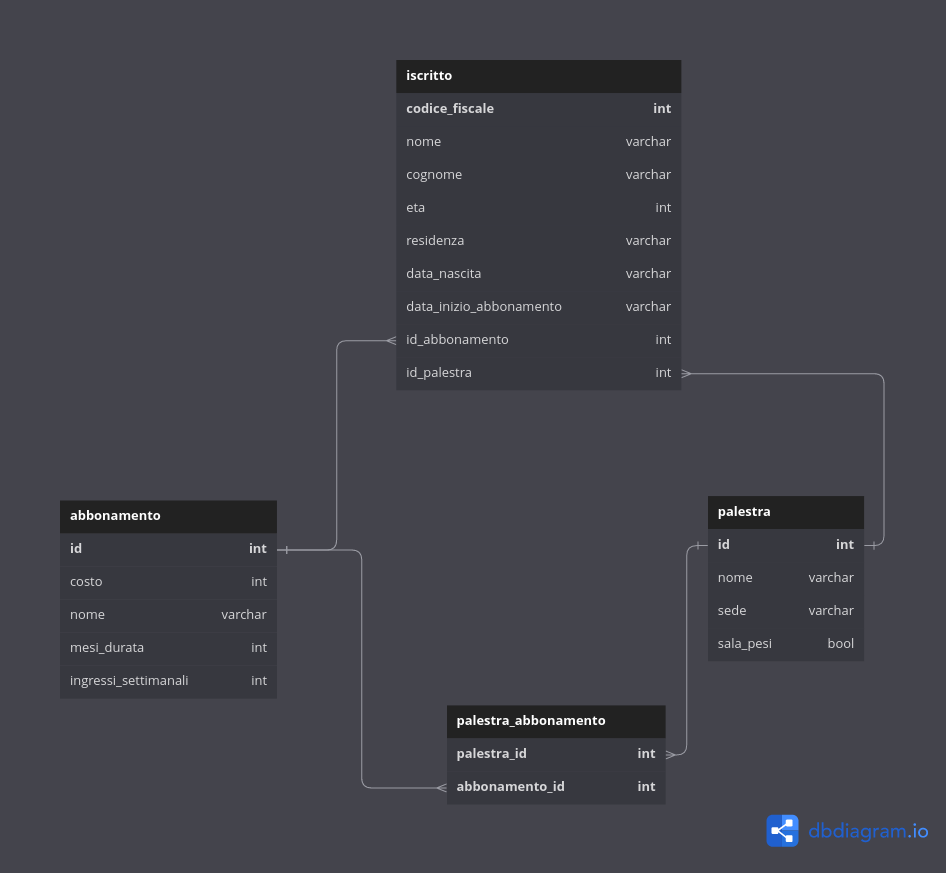 iscritto
codice_fiscale int
nome varchar
cognome varchar
eta int
residenza varchar
data_nascita varchar
data_inizio_abbonamento varchar
id_abbonamento int
id_palestra int
abbonamento
id int
costo int
nome varchar
mesi_durata int
ingressi_settimanali int
palestra
id int
nome varchar
sede varchar
sala_pesi bool
palestra_abbonamento
palestra_id int
abbonamento_id int
dbdiagram.io